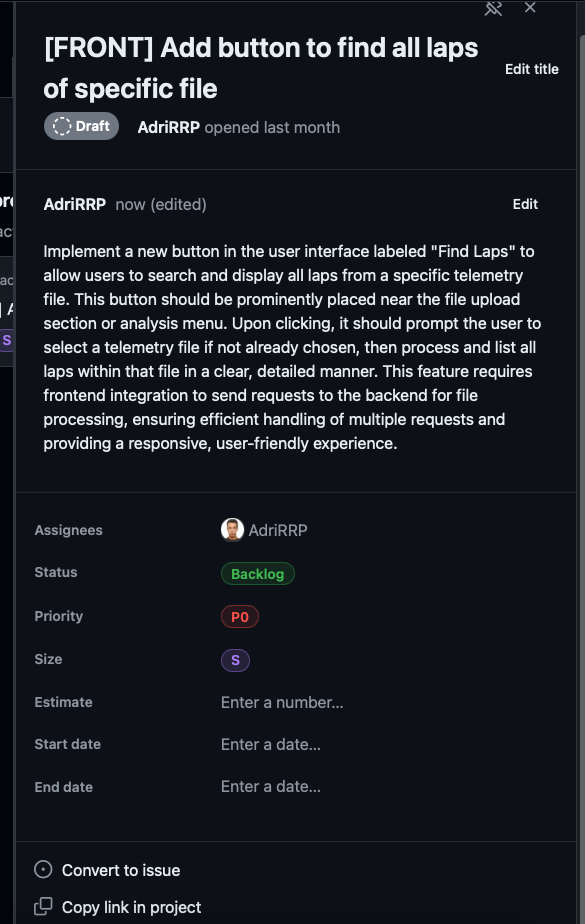 [FRONT] Add button to find all laps
of specific file
Edit title
Draft
AdriRRP opened last month
AdriRRP now (edited)
Edit
Implement a new button in the user interface labeled "Find Laps" to
allow users to search and display all laps from a specific telemetry
file. This button should be prominently placed near the file upload
section or analysis menu. Upon clicking, it should prompt the user to
select a telemetry file if not already chosen, then process and list all
laps within that file in a clear, detailed manner. This feature requires
frontend integration to send requests to the backend for file
processing, ensuring efficient handling of multiple requests and
providing a responsive, user-friendly experience.
Assignees AdriRRP
Status Backlog
Priority P0
Size S
Estimate Enter a number...
Start date Enter a date...
End date Enter a date...
Convert to issue
Copy link in project
S